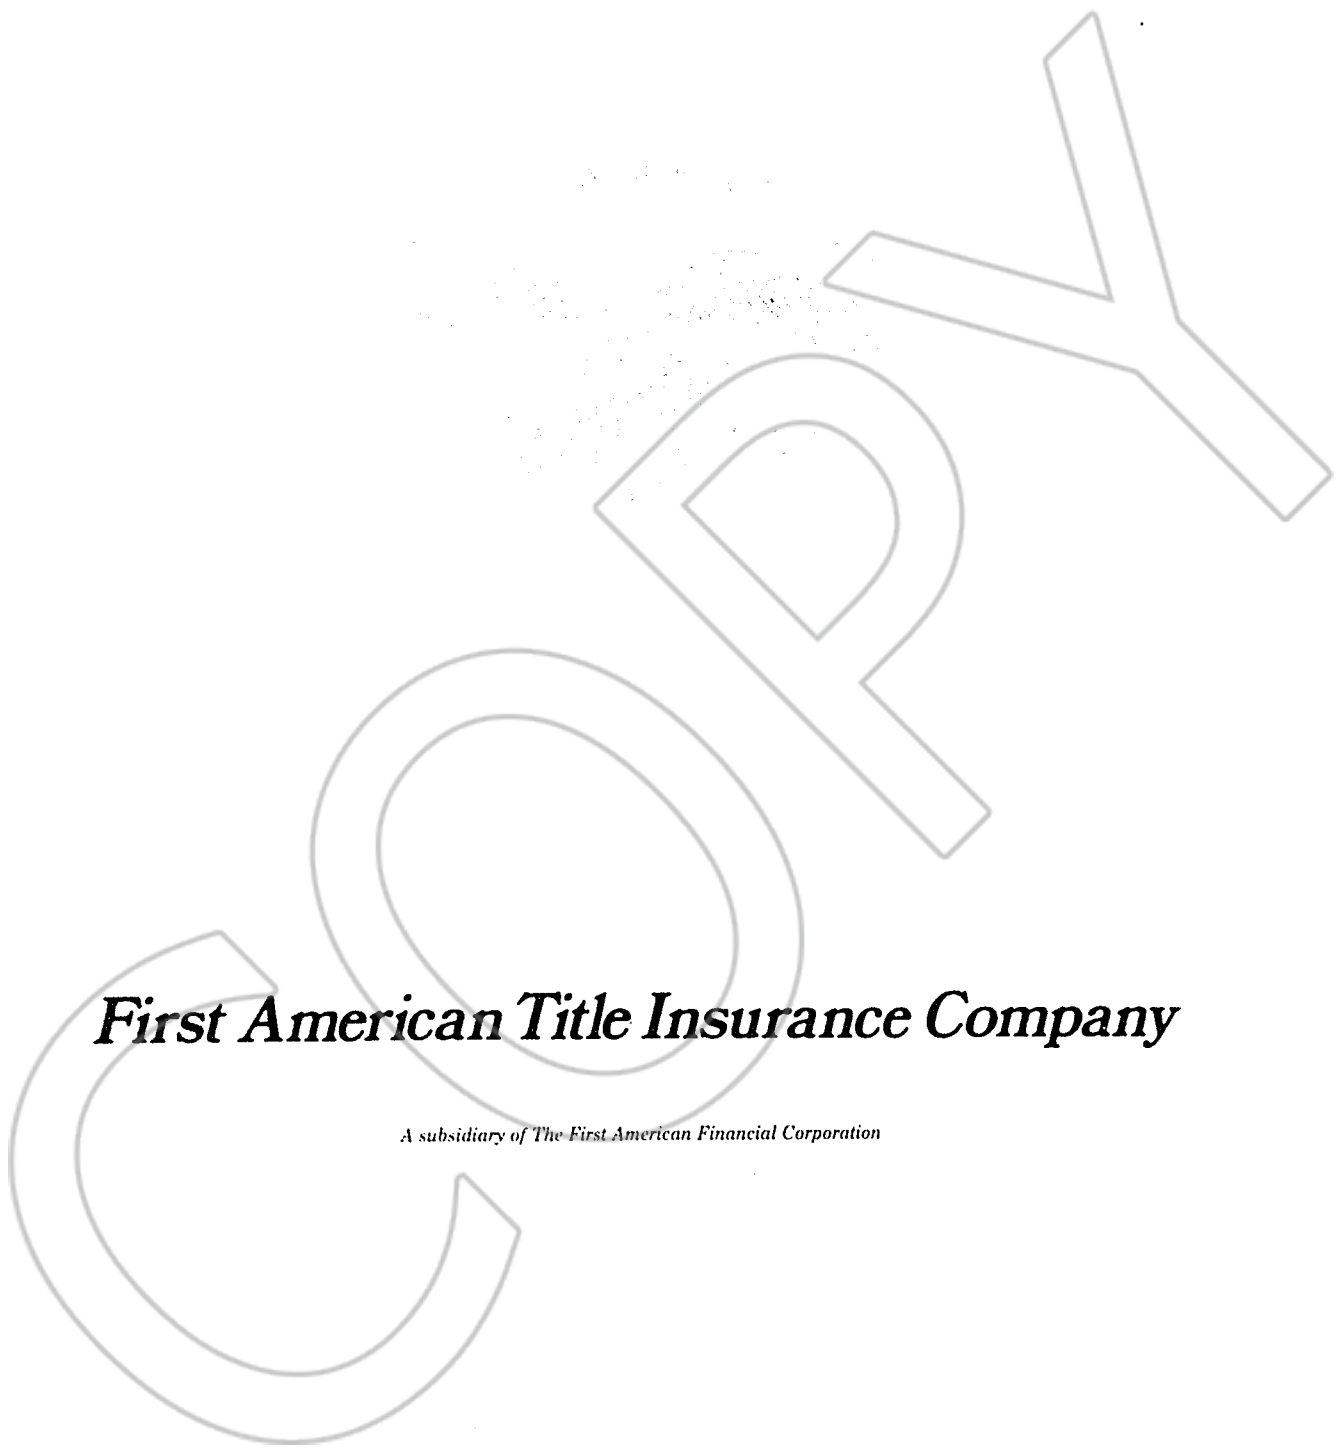 COPY
First American Title Insurance Company
A subsidiary of The First American Financial Corporation